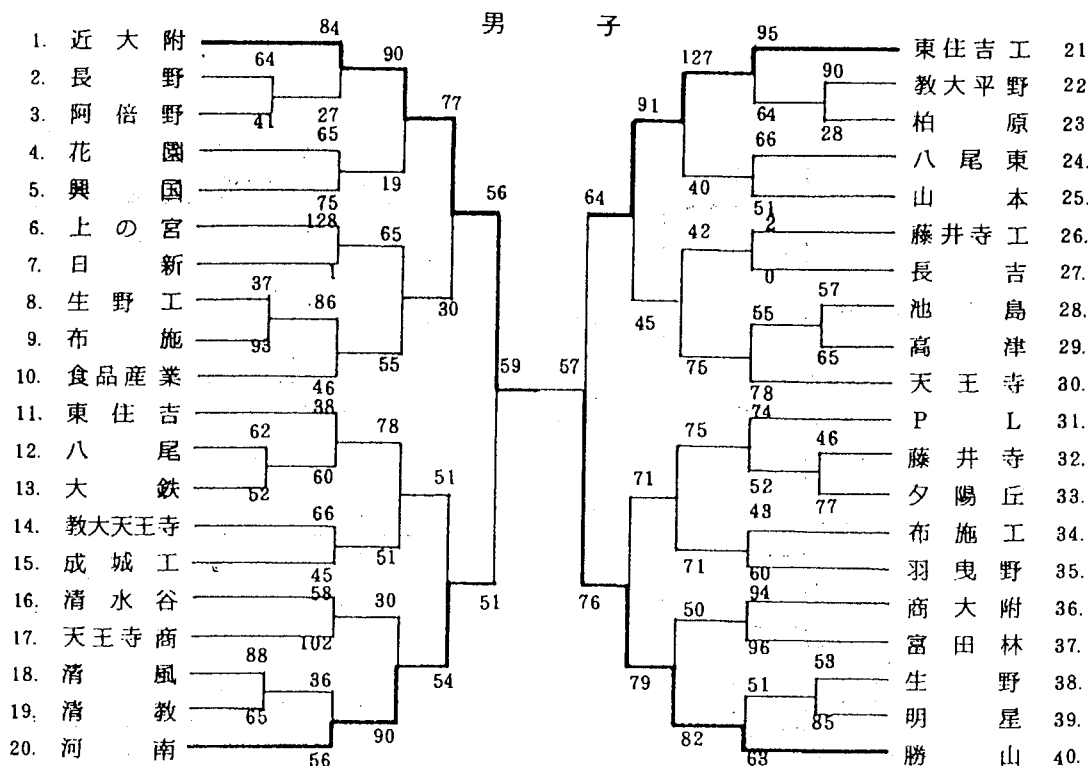 男子
1. 近大附
2. 長野
3. 阿倍野
4. 花園
5. 興国
6. 上の宮
7. 日新
8. 生野工
9. 布施
10. 食品産業
11. 東住吉
12. 八尾
13. 大鉄
14. 教大天王寺
15. 成城工
16. 清水谷
17. 天王寺商
18. 清風
19. 清教
20. 河南
84
64
41
27
90
65
75
19
77
128
1
65
37
93
86
46
55
30
56
38
62
52
60
78
66
45
51
51
58
102
30
88
65
36
56
90
54
51
59
57
64
76
91
45
127
40
95
64
90
28
66
51
42
75
2
0
55
78
57
65
71
79
75
71
74
52
46
77
43
60
50
82
94
96
51
63
53
85
東住吉工 21
教大平野 22
柏原 23
八尾東 24.
山本 25.
藤井寺工 26.
長吉 27.
池島 28.
高津 29.
天王寺 30.
PL 31.
藤井寺 32.
夕陽丘 33.
布施工 34.
羽曳野 35.
商大附 36.
富田林 37.
生野 38.
明星 39.
勝山 40.